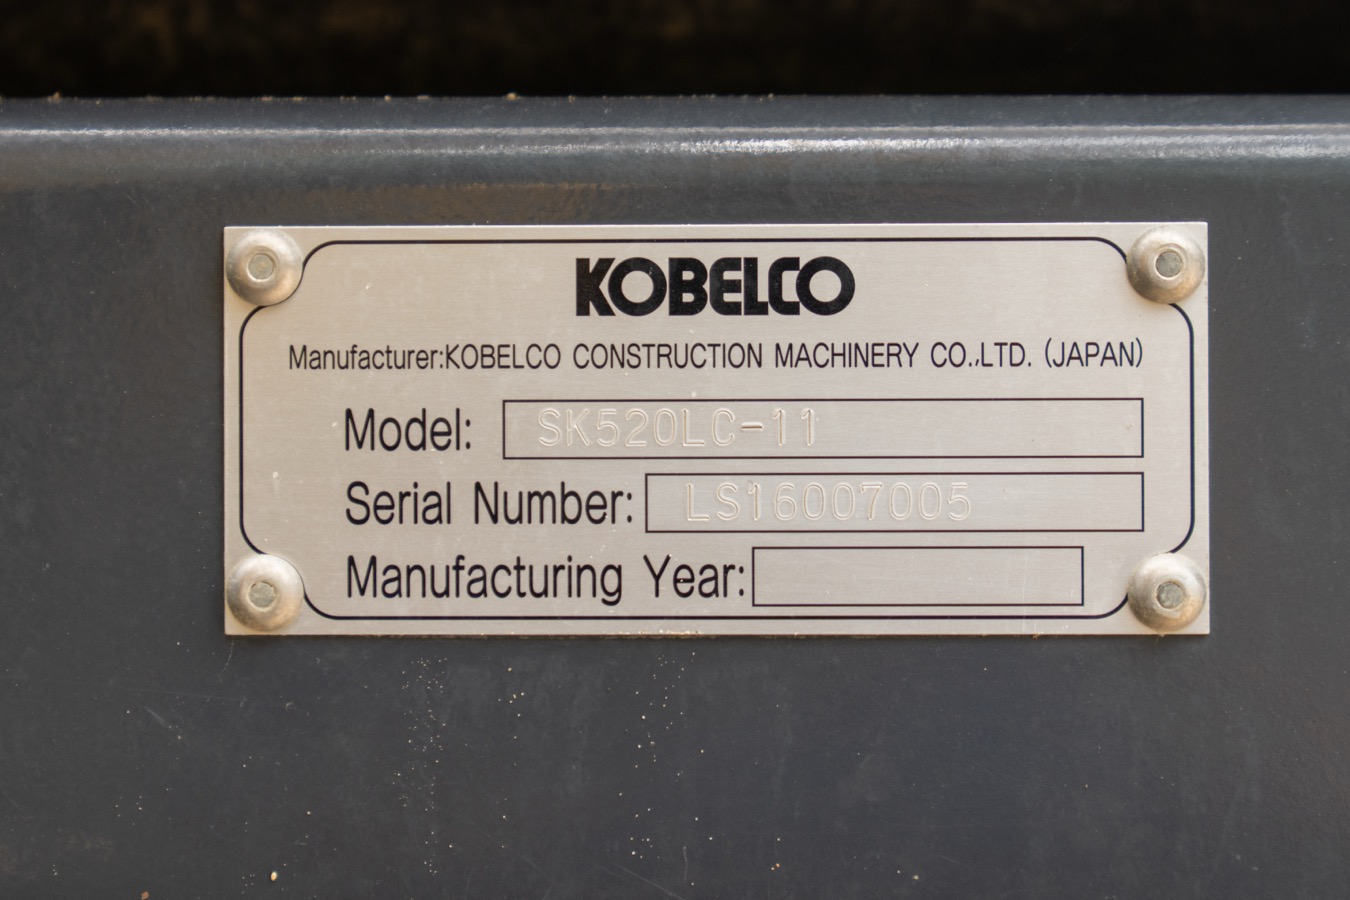 KOBELCO
Manufacturer:KOBELCO CONSTRUCTION MACHINERY CO.,LTD. (JAPAN)
Model: SK520LC-11
Serial Number: LS16007005
Manufacturing Year: